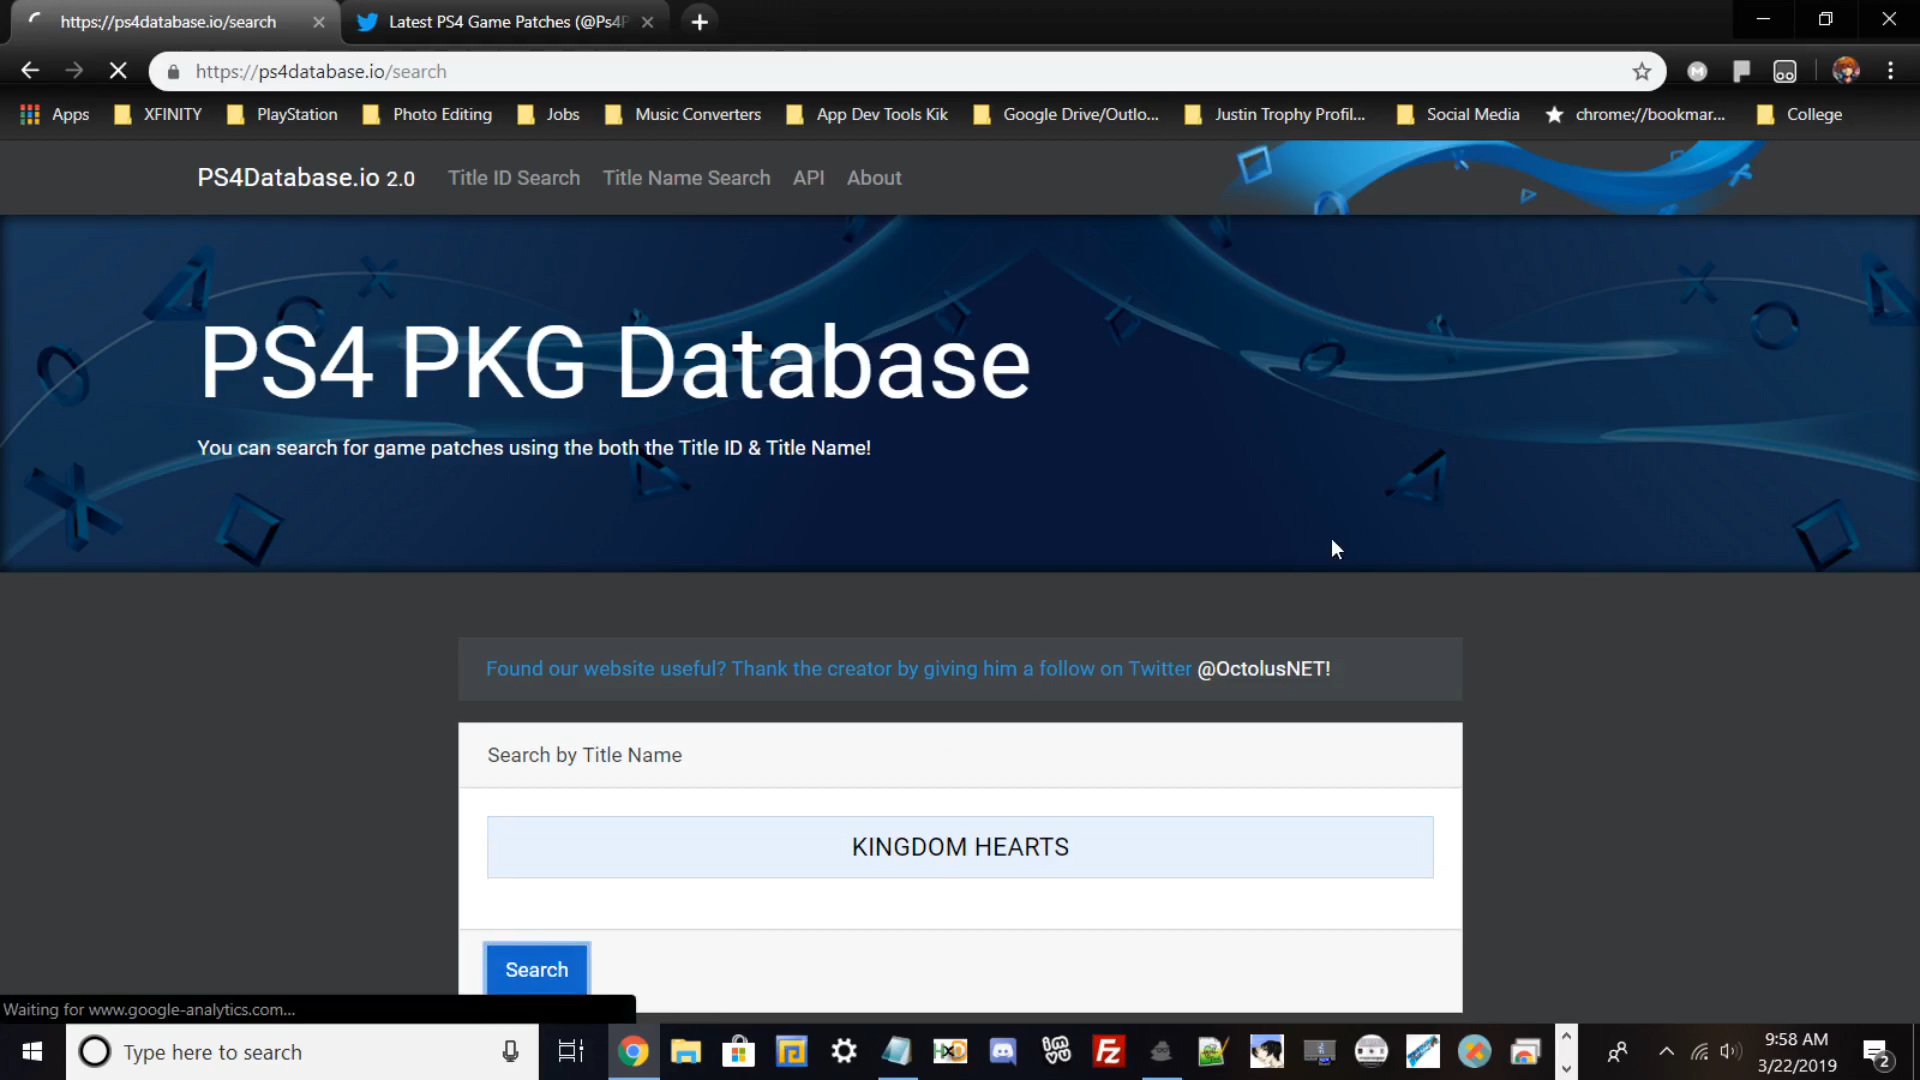 https://ps4database.io/search
Latest PS4 Game Patches (@Ps4P
https://ps4database.io/search
Apps
XFINITY
PlayStation
Photo Editing
Jobs
Music Converters
App Dev Tools Kik
Google Drive/Outlo...
Justin Trophy Profil...
Social Media
chrome://bookmar...
College
PS4Database.io 2.0
Title ID Search
Title Name Search
API
About
PS4 PKG Database
You can search for game patches using the both the Title ID & Title Name!
Found our website useful? Thank the creator by giving him a follow on Twitter @OctolusNET!
Search by Title Name
KINGDOM HEARTS
Search
Waiting for www.google-analytics.com...
Type here to search
9:58 AM
3/22/2019
2